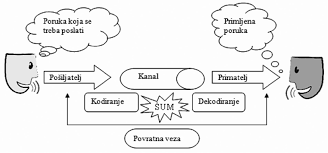 Poruka koja se
treba poslati
Primljena
poruka
Pošiljatelj
Kanal
Primatelj
Kodiranje
ŠUM
Dekodiranje
Povratna veza